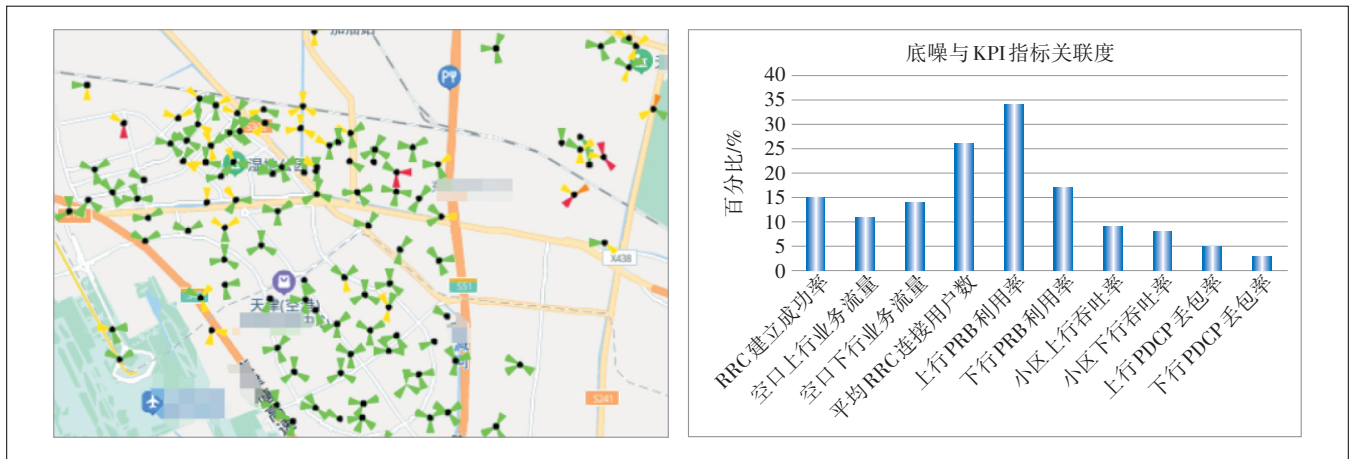 加油站
S51
X438
S241
天津(空港)
底噪与KPI指标关联度
百分比/%
40
35
30
25
20
15
10
5
0
RRC建立成功率
空口上行业务流量
空口下行业务流量
平均RRC连接用户数
上行PRB利用率
下行PRB利用率
小区上行吞吐率
小区下行吞吐率
上行PDCP丢包率
下行PDCP丢包率